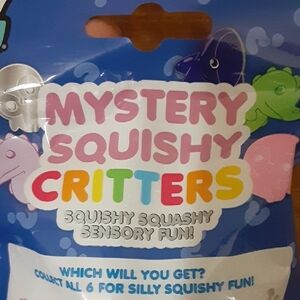 MYSTERY
SQUISHY
CRITTERS
SQUISHY SQUASHY
SENSORY FUN!
WHICH WILL YOU GET?
COLLECT ALL 6 FOR SILLY SQUISHY FUN!